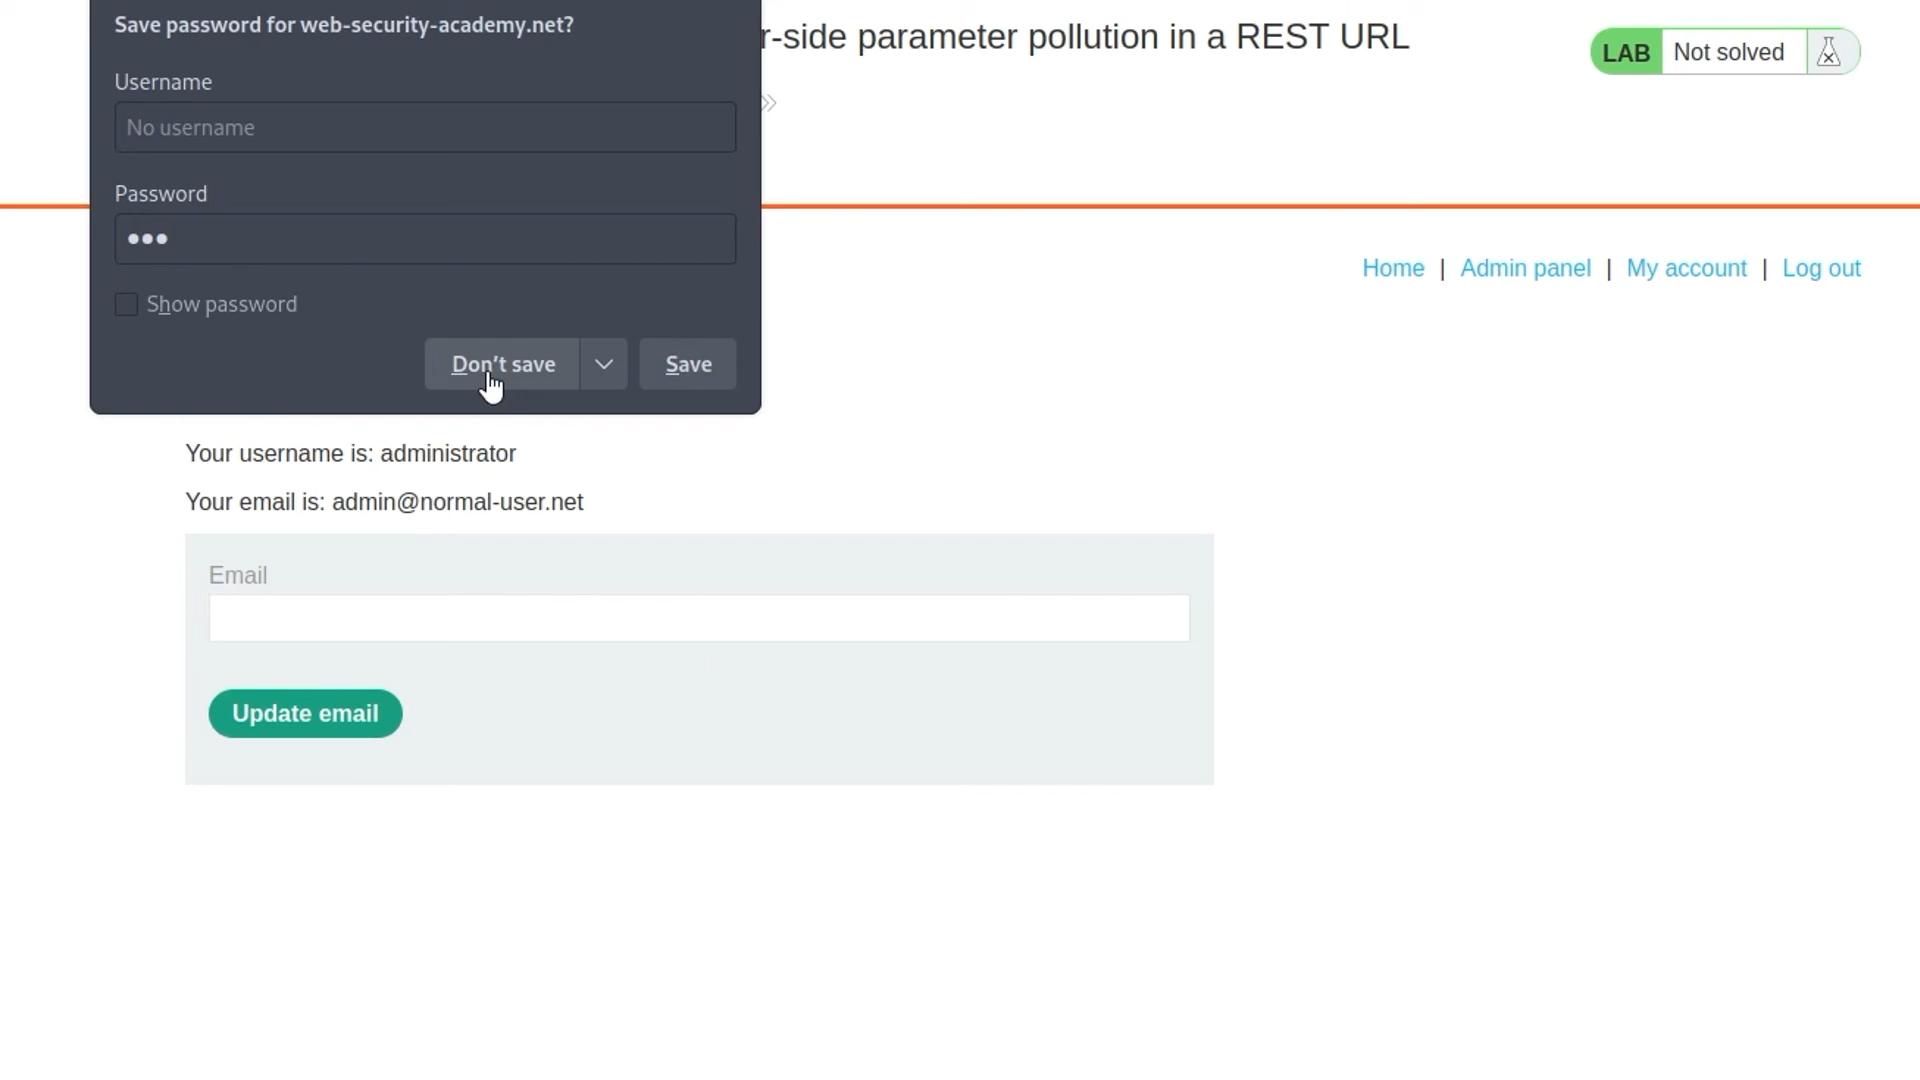 Save password for web-security-academy.net?
Username
No username
Password
Show password
Don't save
Save
r-side parameter pollution in a REST URL
LAB Not solved
Home | Admin panel | My account | Log out
Your username is: administrator
Your email is: admin@normal-user.net
Email
Update email